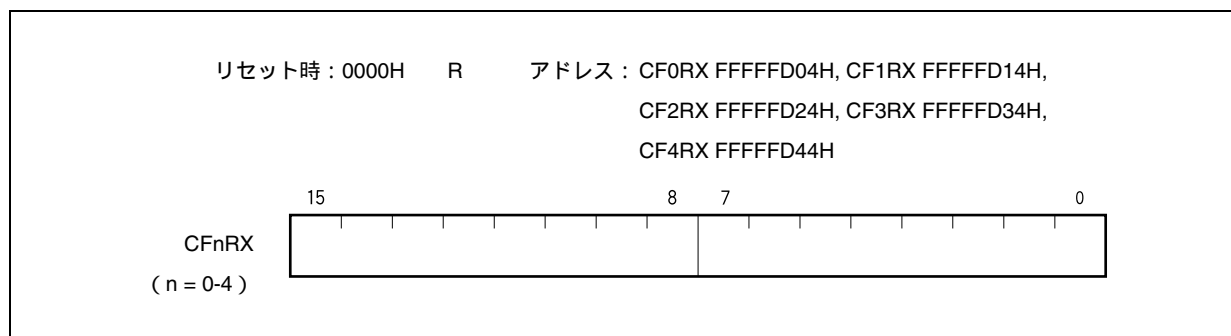 リセット時：0000H R アドレス：CF0RX FFFFFD04H, CF1RX FFFFFD14H,
CF2RX FFFFFD24H, CF3RX FFFFFD34H,
CF4RX FFFFFD44H
15 8 7 0
CFnRX
（n = 0-4）